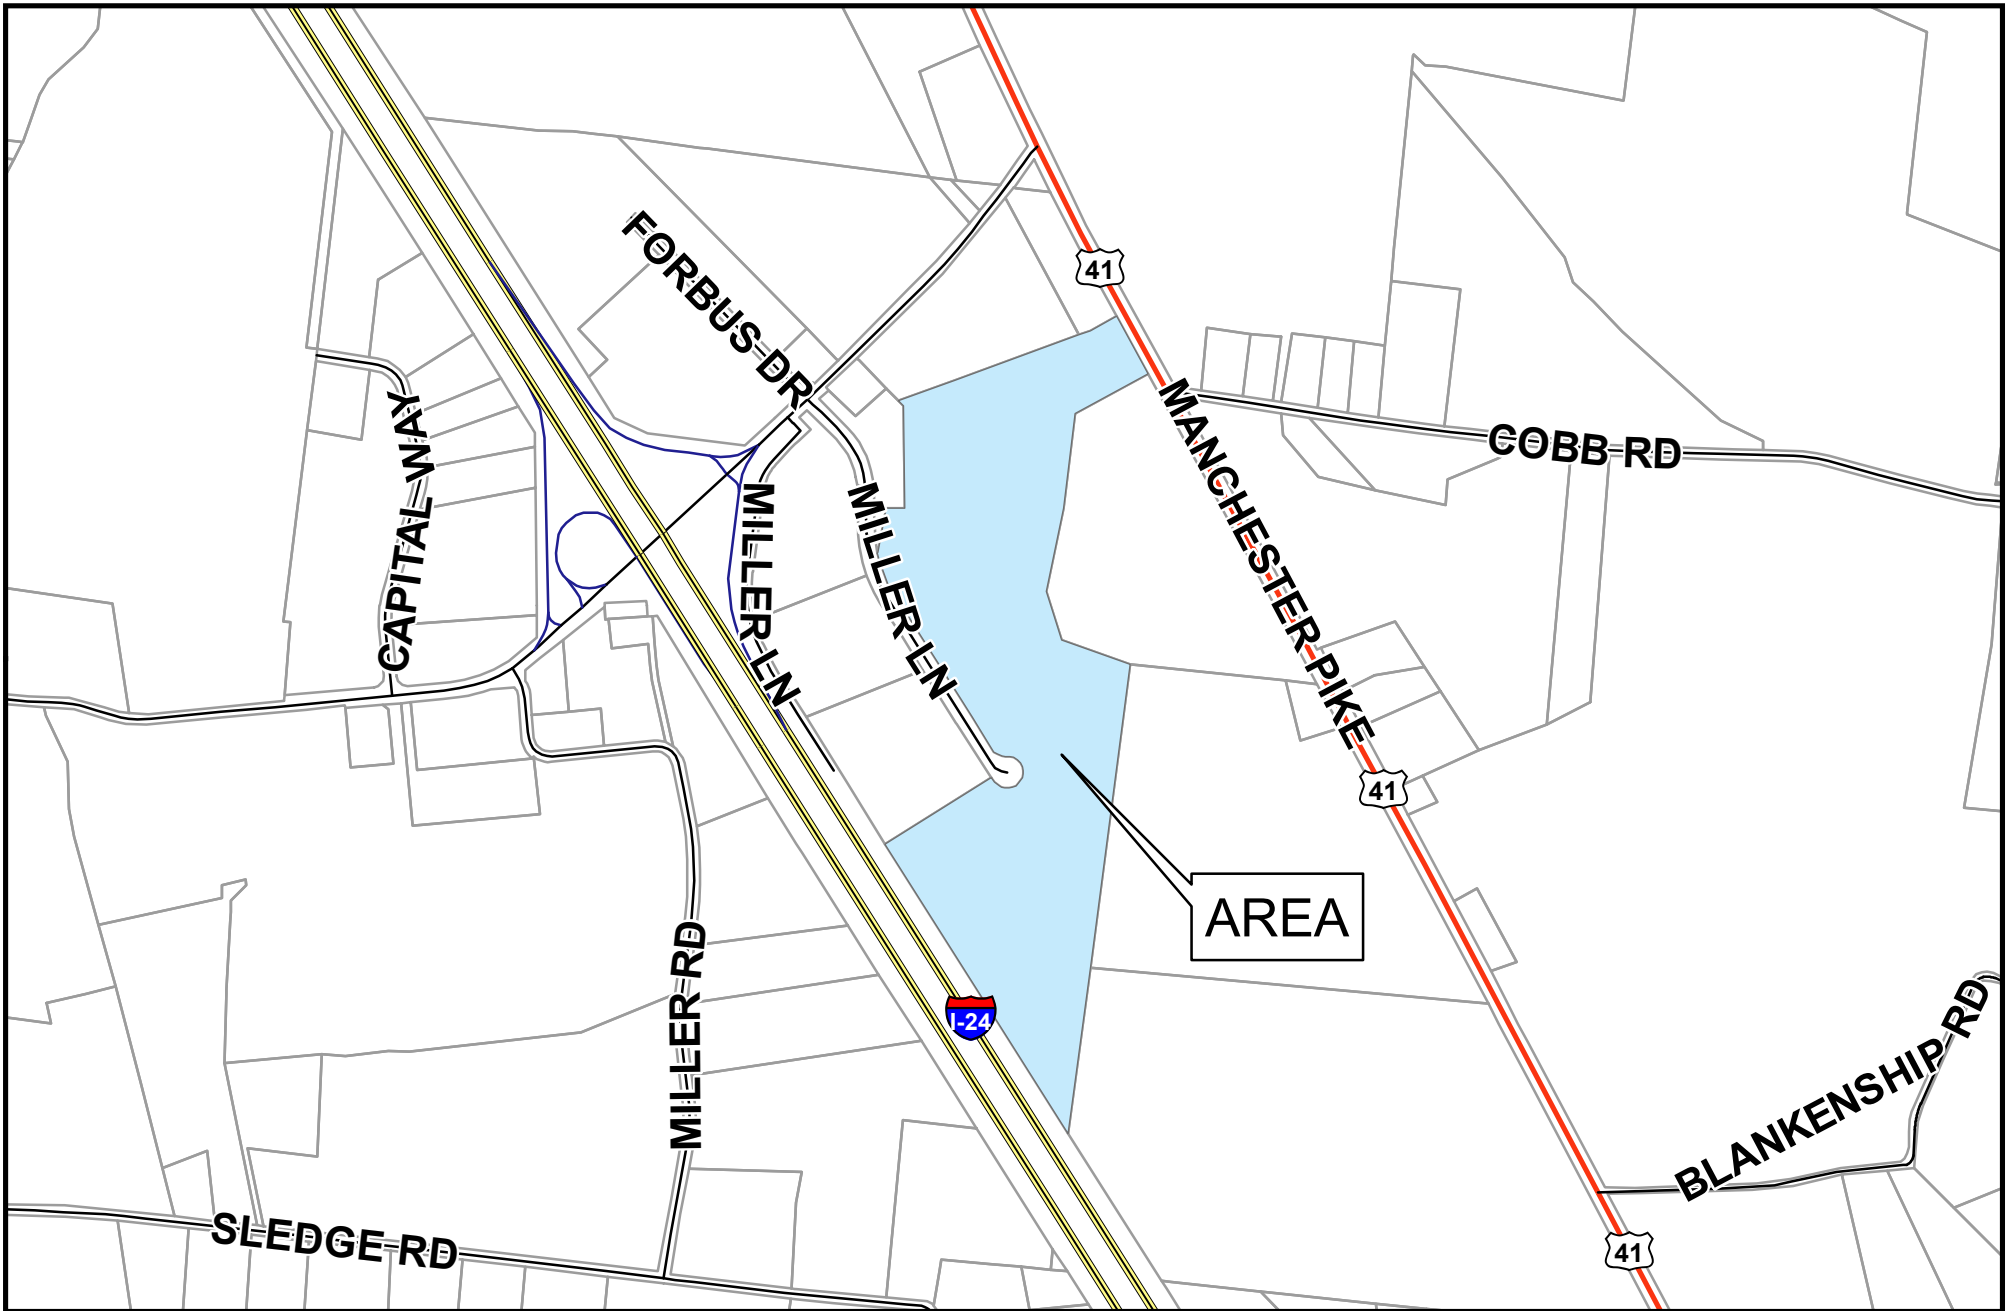 FORBUS DR
41
CAPITAL WAY
MANCHESTER PIKE
COBB RD
MILLER LN
MILLER LN
41
AREA
MILLER RD
I-24
BLANKENSHIP RD
SLEDGE RD
41